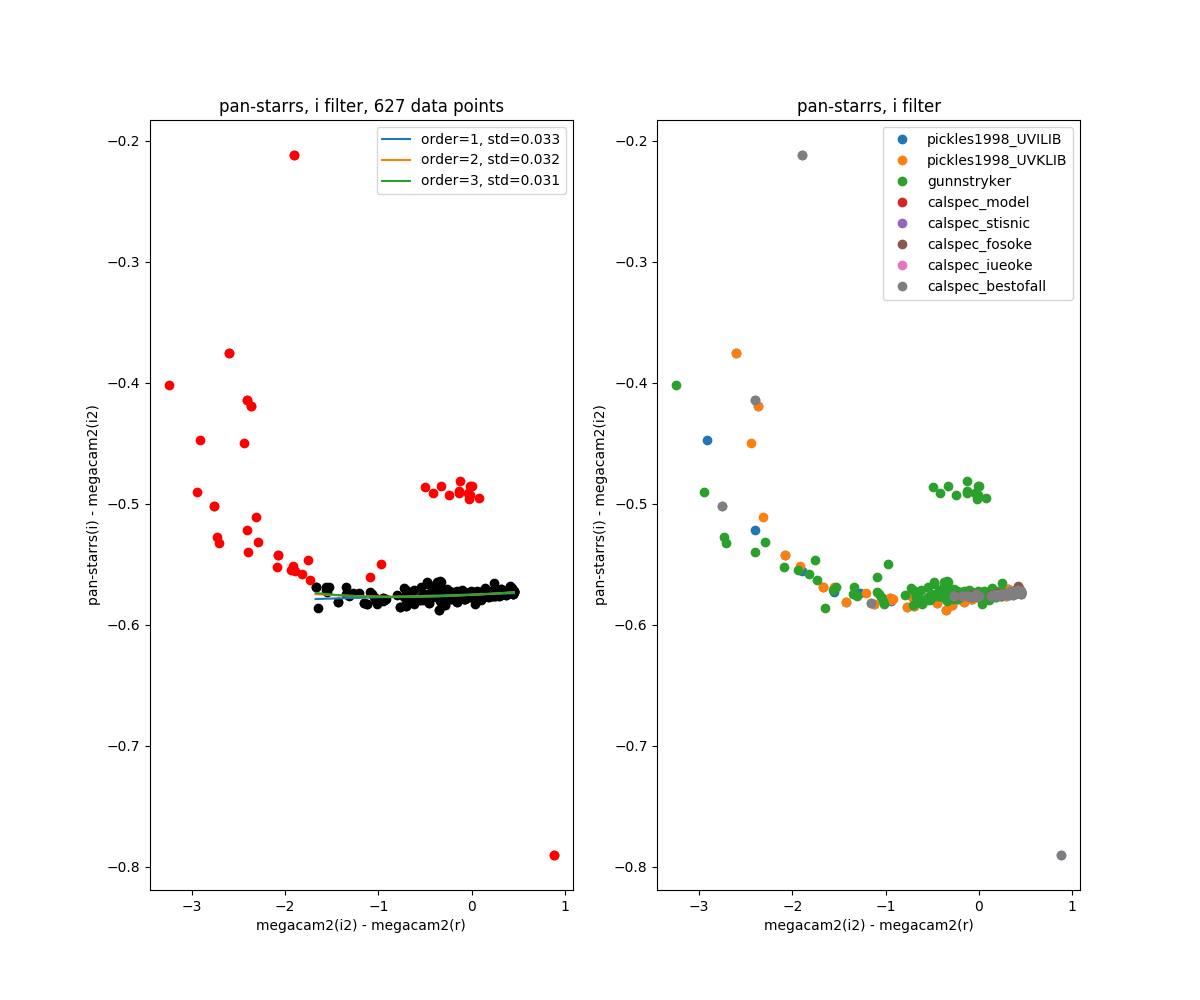 pan-starrs, i filter, 627 data points
order=1, std=0.033
order=2, std=0.032
order=3, std=0.031
−0.2
−0.3
−0.4
−0.5
−0.6
−0.7
−0.8
pan-starrs(i) - megacam2(i2)
−3
−2
−1
0
1
megacam2(i2) - megacam2(r)
pan-starrs, i filter
pickles1998_UVILIB
pickles1998_UVKLIB
gunnstryker
calspec_model
calspec_stisnic
calspec_fosoke
calspec_iueoke
calspec_bestofall
−0.2
−0.3
−0.4
−0.5
−0.6
−0.7
−0.8
pan-starrs(i) - megacam2(i2)
−3
−2
−1
0
1
megacam2(i2) - megacam2(r)